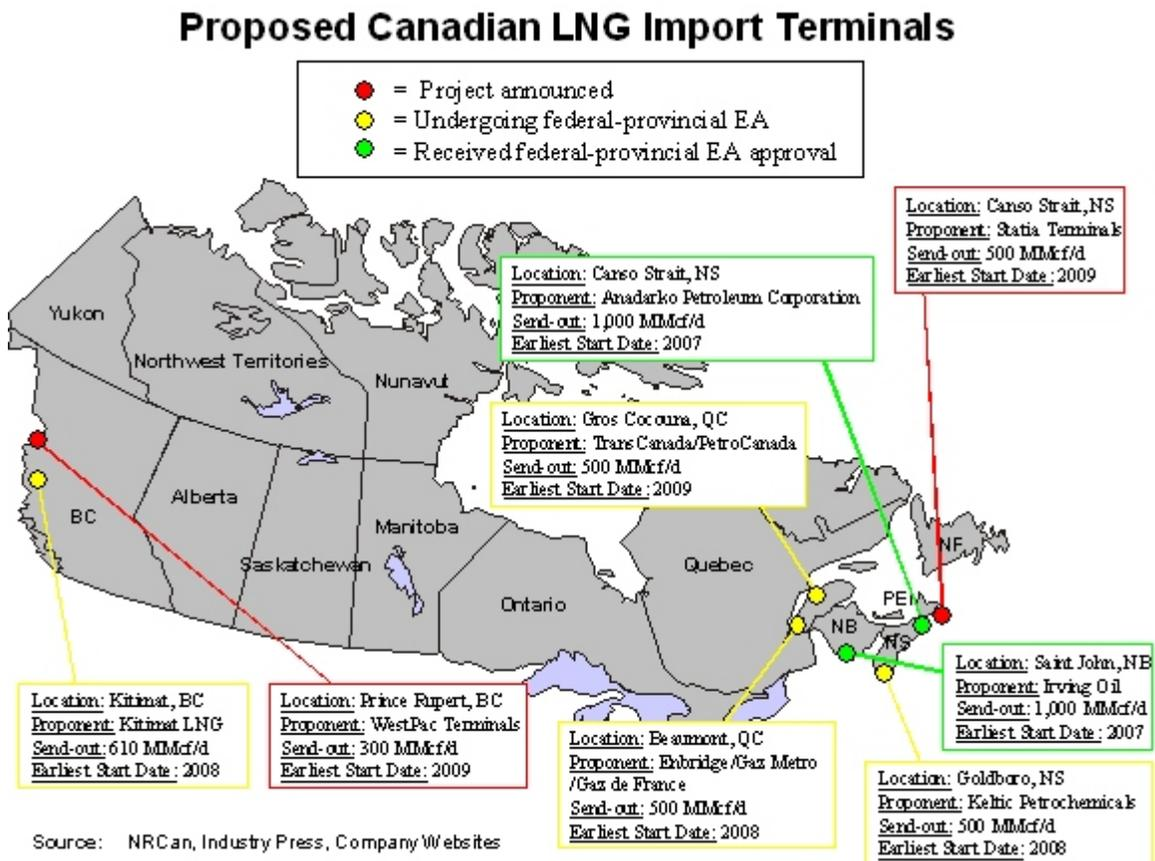 Proposed Canadian LNG Import Terminals
= Project announced
= Undergoing federal-provincial EA
= Received federal-provincial EA approval
Location: Canso Strait, NS
Proponent: Statia Terminals
Send-out: 500 MMcf/d
Earliest Start Date: 2009
Location: Canso Strait, NS
Proponent: Anadarko Petroleum Corporation
Send-out: 1,000 MMcf/d
Earliest Start Date: 2007
Yukon
Northwest Territories
Nunavut
Location: Gros Cocouna, QC
Proponent: TransCanada/PetroCanada
Send-out: 500 MMcf/d
Earliest Start Date: 2009
BC
Alberta
Saskatchewan
Manitoba
Ontario
Quebec
NF
PEI
NB
NS
Location: Saint John, NB
Proponent: Irving Oil
Send-out: 1,000 MMcf/d
Earliest Start Date: 2007
Location: Kitimat, BC
Proponent: Kitimat LNG
Send-out: 610 MMcf/d
Earliest Start Date: 2008
Location: Prince Rupert, BC
Proponent: WestPac Terminals
Send-out: 300 MMcf/d
Earliest Start Date: 2009
Location: Beaumont, QC
Proponent: Enbridge/Gaz Metro
/Gaz de France
Send-out: 500 MMcf/d
Earliest Start Date: 2008
Location: Goldboro, NS
Proponent: Keltic Petrochemicals
Send-out: 500 MMcf/d
Earliest Start Date: 2008
Source: NRCan, Industry Press, Company Websites